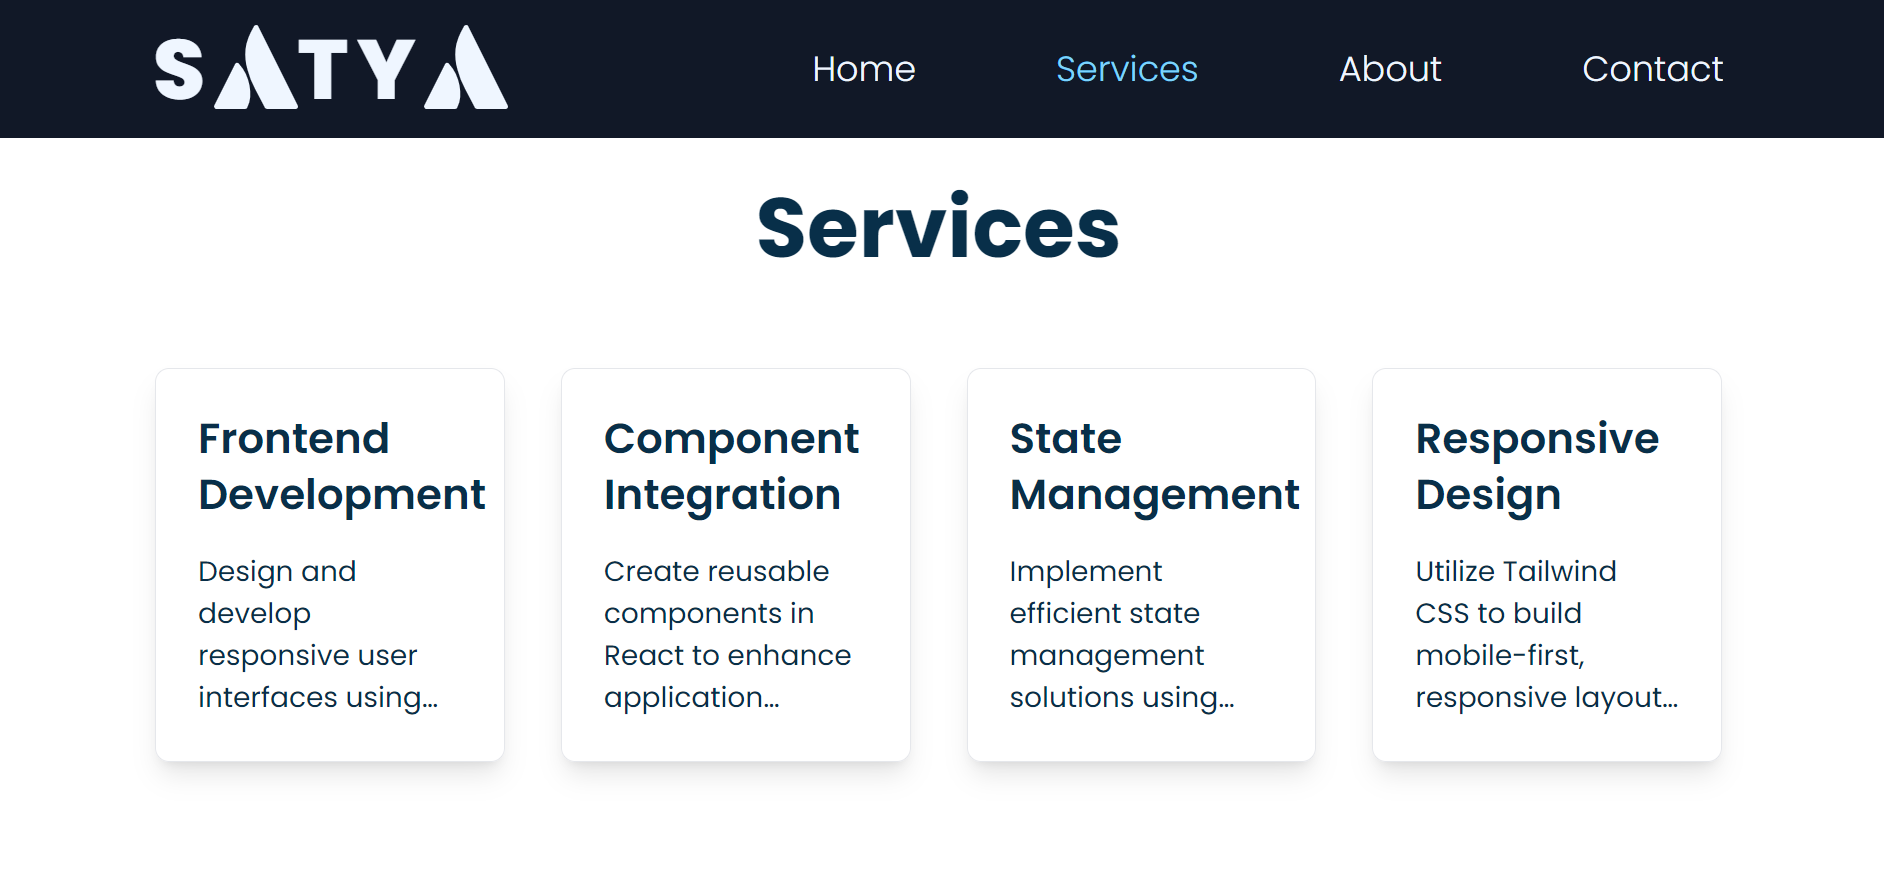 SATYA
Home
Services
About
Contact
Services
Frontend
Development
Design and
develop
responsive user
interfaces using...
Component
Integration
Create reusable
components in
React to enhance
application...
State
Management
Implement
efficient state
management
solutions using...
Responsive
Design
Utilize Tailwind
CSS to build
mobile-first,
responsive layout...